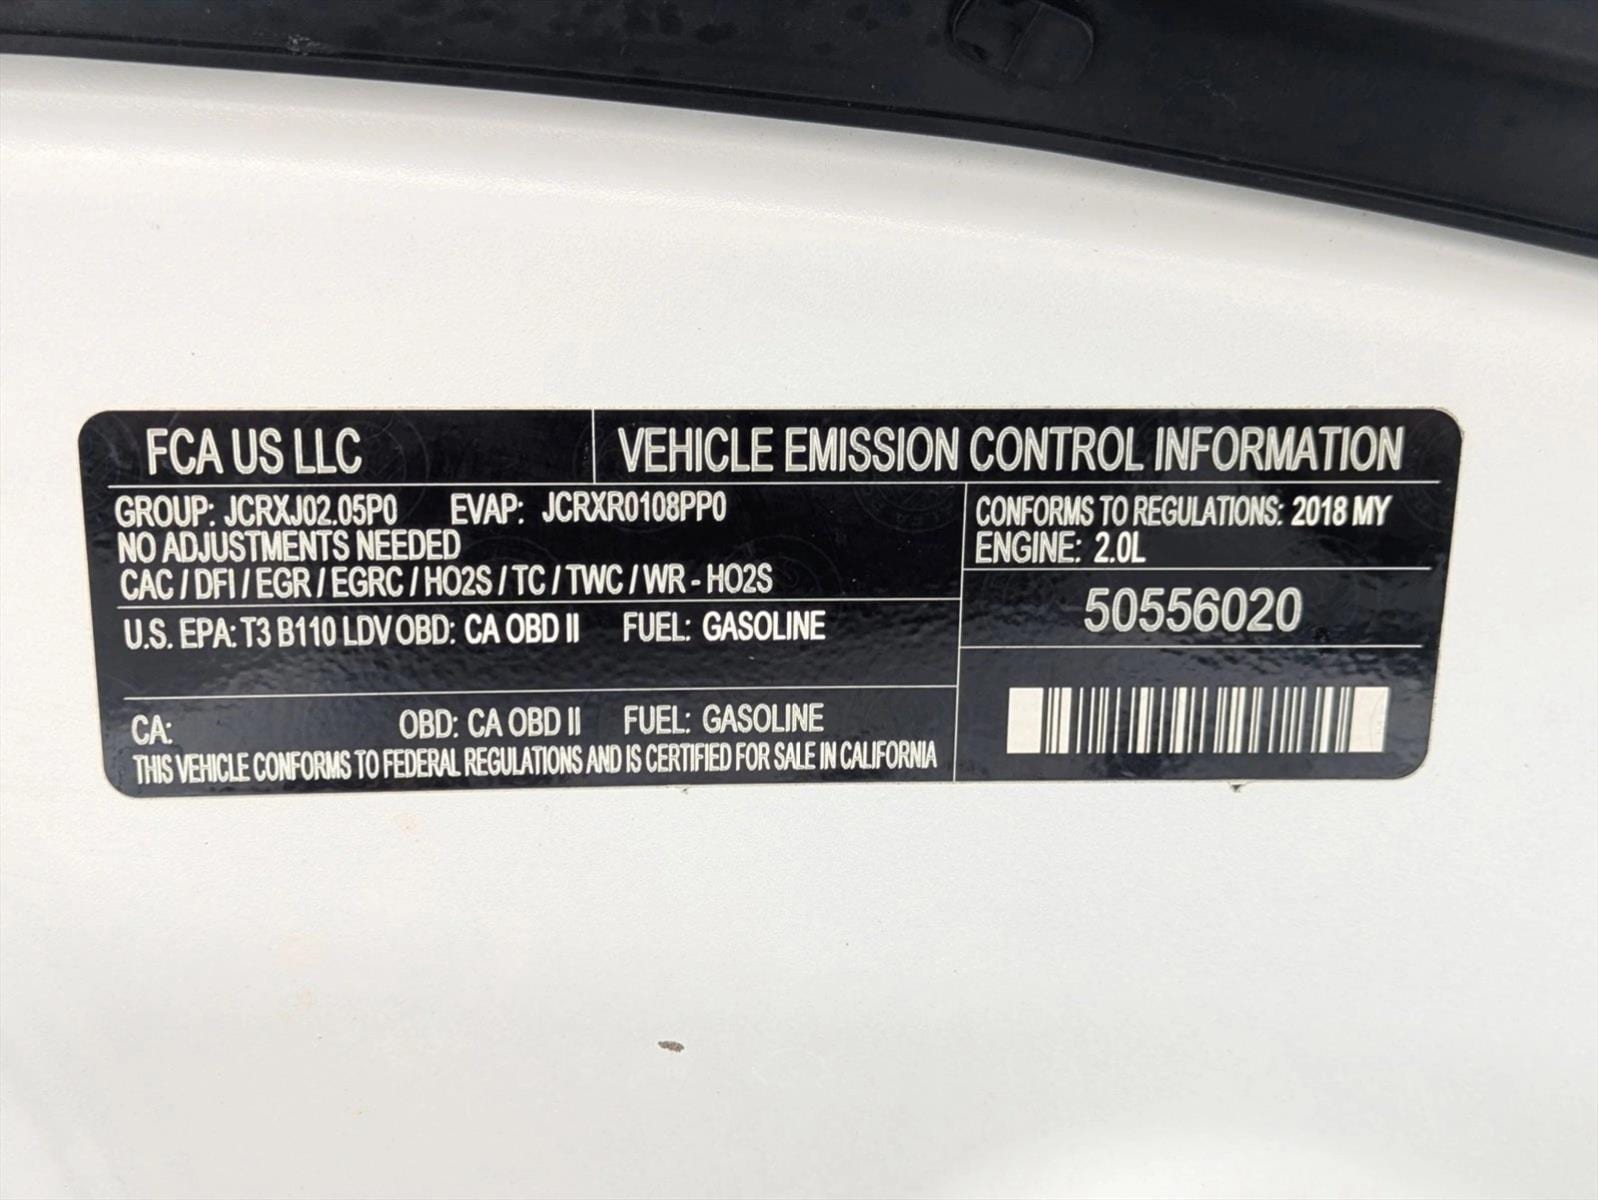 FCA US LLC
VEHICLE EMISSION CONTROL INFORMATION
GROUP: JCRXJ02.05P0 EVAP: JCRXR0108PP0
NO ADJUSTMENTS NEEDED
CAC / DFI / EGR / EGRC / HO2S / TC / TWC / WR - HO2S
U.S. EPA: T3 B110 LDV OBD: CA OBD II FUEL: GASOLINE
CA: OBD: CA OBD II FUEL: GASOLINE
THIS VEHICLE CONFORMS TO FEDERAL REGULATIONS AND IS CERTIFIED FOR SALE IN CALIFORNIA
CONFORMS TO REGULATIONS: 2018 MY
ENGINE: 2.0L
50556020